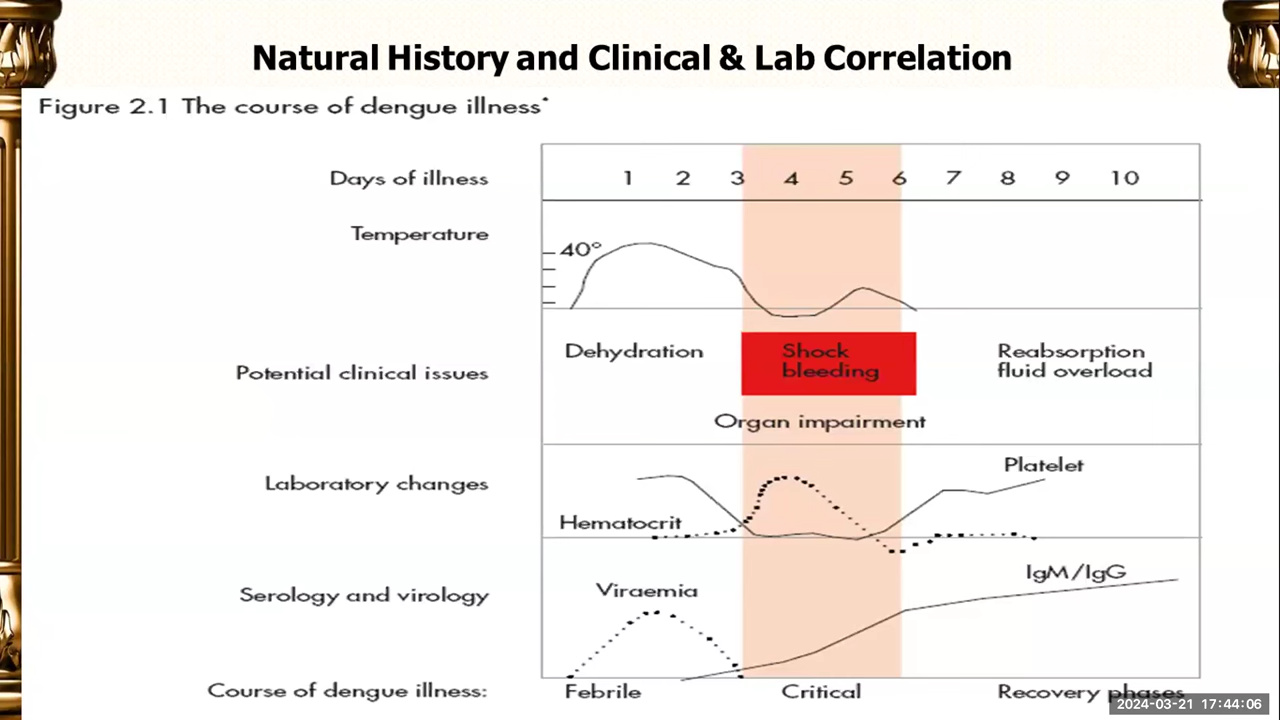 Natural History and Clinical & Lab Correlation
Figure 2.1 The course of dengue illness*
Days of illness 1 2 3 4 5 6 7 8 9 10
Temperature 40°
Potential clinical issues
Dehydration
Shock
bleeding
Reabsorption
fluid overload
Organ impairment
Laboratory changes
Platelet
Hematocrit
Serology and virology
Viraemia
IgM/IgG
Course of dengue illness: Febrile Critical Recovery phases
2024-03-21 17:44:06